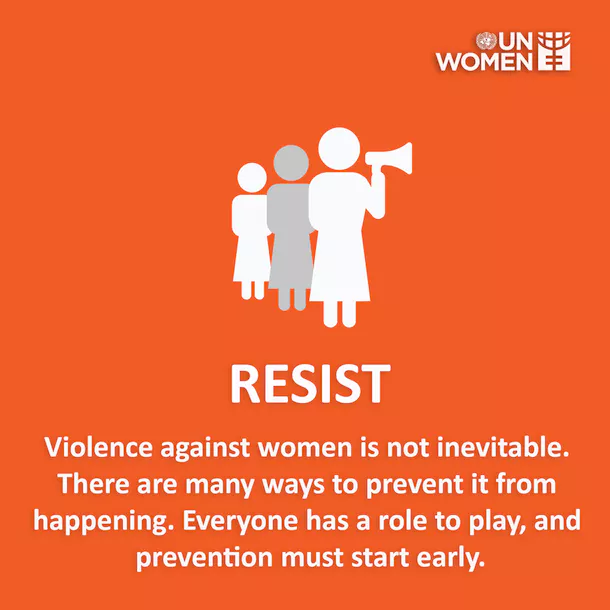 UN
WOMEN
RESIST
Violence against women is not inevitable.
There are many ways to prevent it from
happening. Everyone has a role to play, and
prevention must start early.